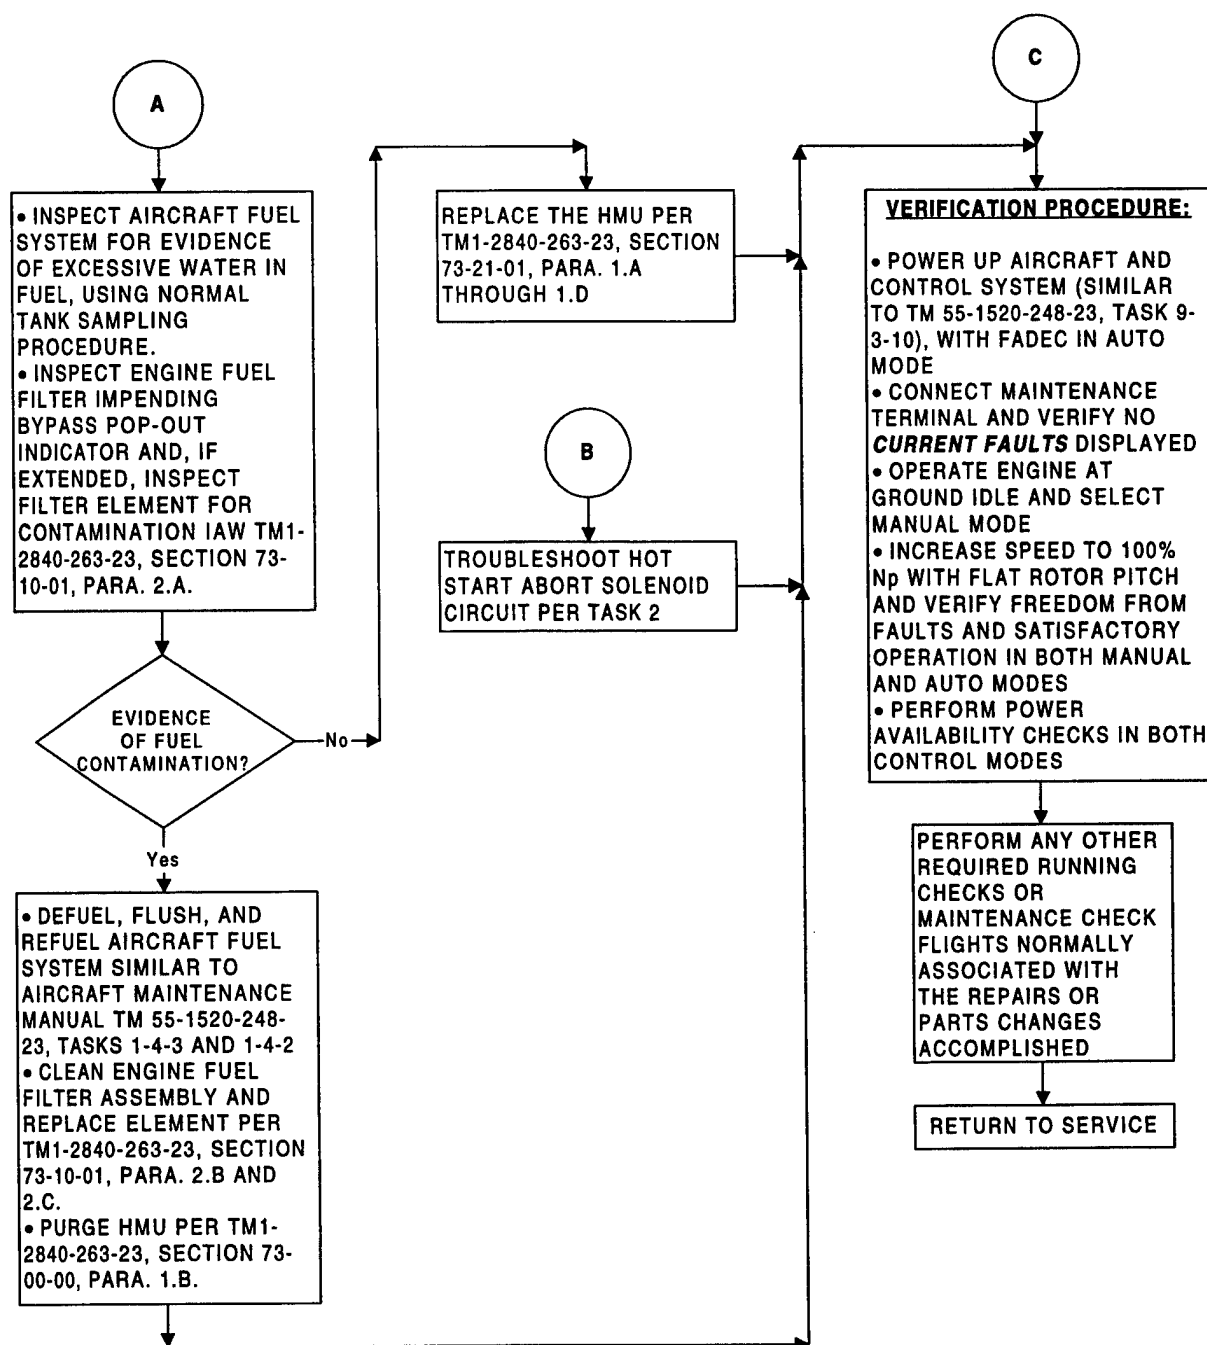 A
• INSPECT AIRCRAFT FUEL
SYSTEM FOR EVIDENCE
OF EXCESSIVE WATER IN
FUEL, USING NORMAL
TANK SAMPLING
PROCEDURE.
• INSPECT ENGINE FUEL
FILTER IMPENDING
BYPASS POP-OUT
INDICATOR AND, IF
EXTENDED, INSPECT
FILTER ELEMENT FOR
CONTAMINATION IAW TM1-
2840-263-23, SECTION 73-
10-01, PARA. 2.A.
EVIDENCE
OF FUEL
CONTAMINATION?
No
Yes
• DEFUEL, FLUSH, AND
REFUEL AIRCRAFT FUEL
SYSTEM SIMILAR TO
AIRCRAFT MAINTENANCE
MANUAL TM 55-1520-248-
23, TASKS 1-4-3 AND 1-4-2
• CLEAN ENGINE FUEL
FILTER ASSEMBLY AND
REPLACE ELEMENT PER
TM1-2840-263-23, SECTION
73-10-01, PARA. 2.B AND
2.C.
• PURGE HMU PER TM1-
2840-263-23, SECTION 73-
00-00, PARA. 1.B.
REPLACE THE HMU PER
TM1-2840-263-23, SECTION
73-21-01, PARA. 1.A
THROUGH 1.D
B
TROUBLESHOOT HOT
START ABORT SOLENOID
CIRCUIT PER TASK 2
C
VERIFICATION PROCEDURE:
• POWER UP AIRCRAFT AND
CONTROL SYSTEM (SIMILAR
TO TM 55-1520-248-23, TASK 9-
3-10), WITH FADEC IN AUTO
MODE
• CONNECT MAINTENANCE
TERMINAL AND VERIFY NO
CURRENT FAULTS DISPLAYED
• OPERATE ENGINE AT
GROUND IDLE AND SELECT
MANUAL MODE
• INCREASE SPEED TO 100%
Np WITH FLAT ROTOR PITCH
AND VERIFY FREEDOM FROM
FAULTS AND SATISFACTORY
OPERATION IN BOTH MANUAL
AND AUTO MODES
• PERFORM POWER
AVAILABILITY CHECKS IN BOTH
CONTROL MODES
PERFORM ANY OTHER
REQUIRED RUNNING
CHECKS OR
MAINTENANCE CHECK
FLIGHTS NORMALLY
ASSOCIATED WITH
THE REPAIRS OR
PARTS CHANGES
ACCOMPLISHED
RETURN TO SERVICE